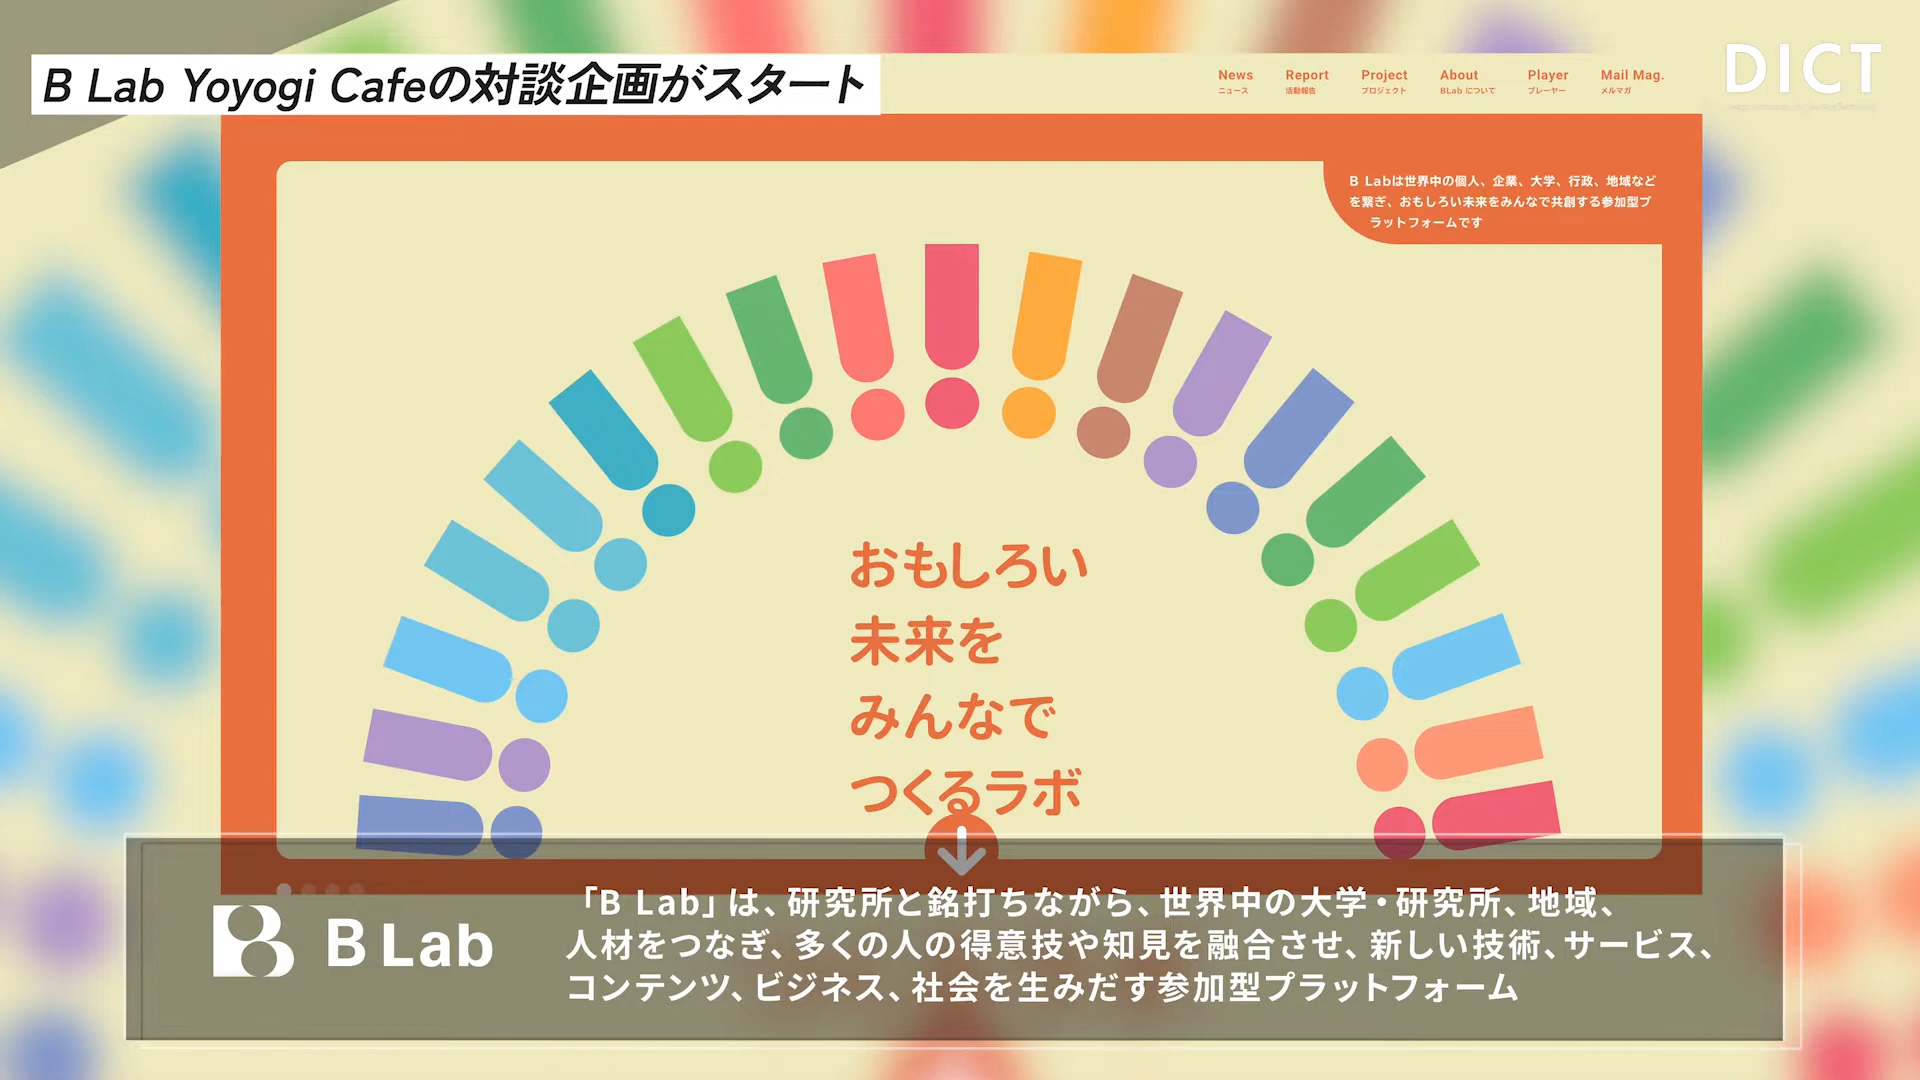 B Lab Yoyogi Cafeの対談企画がスタート
News
ニュース
Report
活動報告
Project
プロジェクト
About
BLab について
Player
プレーヤー
Mail Mag.
メルマガ
DICT
B Labは世界中の個人、企業、大学、行政、地域など
を繋ぎ、おもしろい未来をみんなで共創する参加型プ
ラットフォームです
おもしろい
未来を
みんなで
つくるラボ
B Lab
「B Lab」は、研究所と銘打ちながら、世界中の大学・研究所、地域、
人材をつなぎ、多くの人の得意技や知見を融合させ、新しい技術、サービス、
コンテンツ、ビジネス、社会を生みだす参加型プラットフォーム